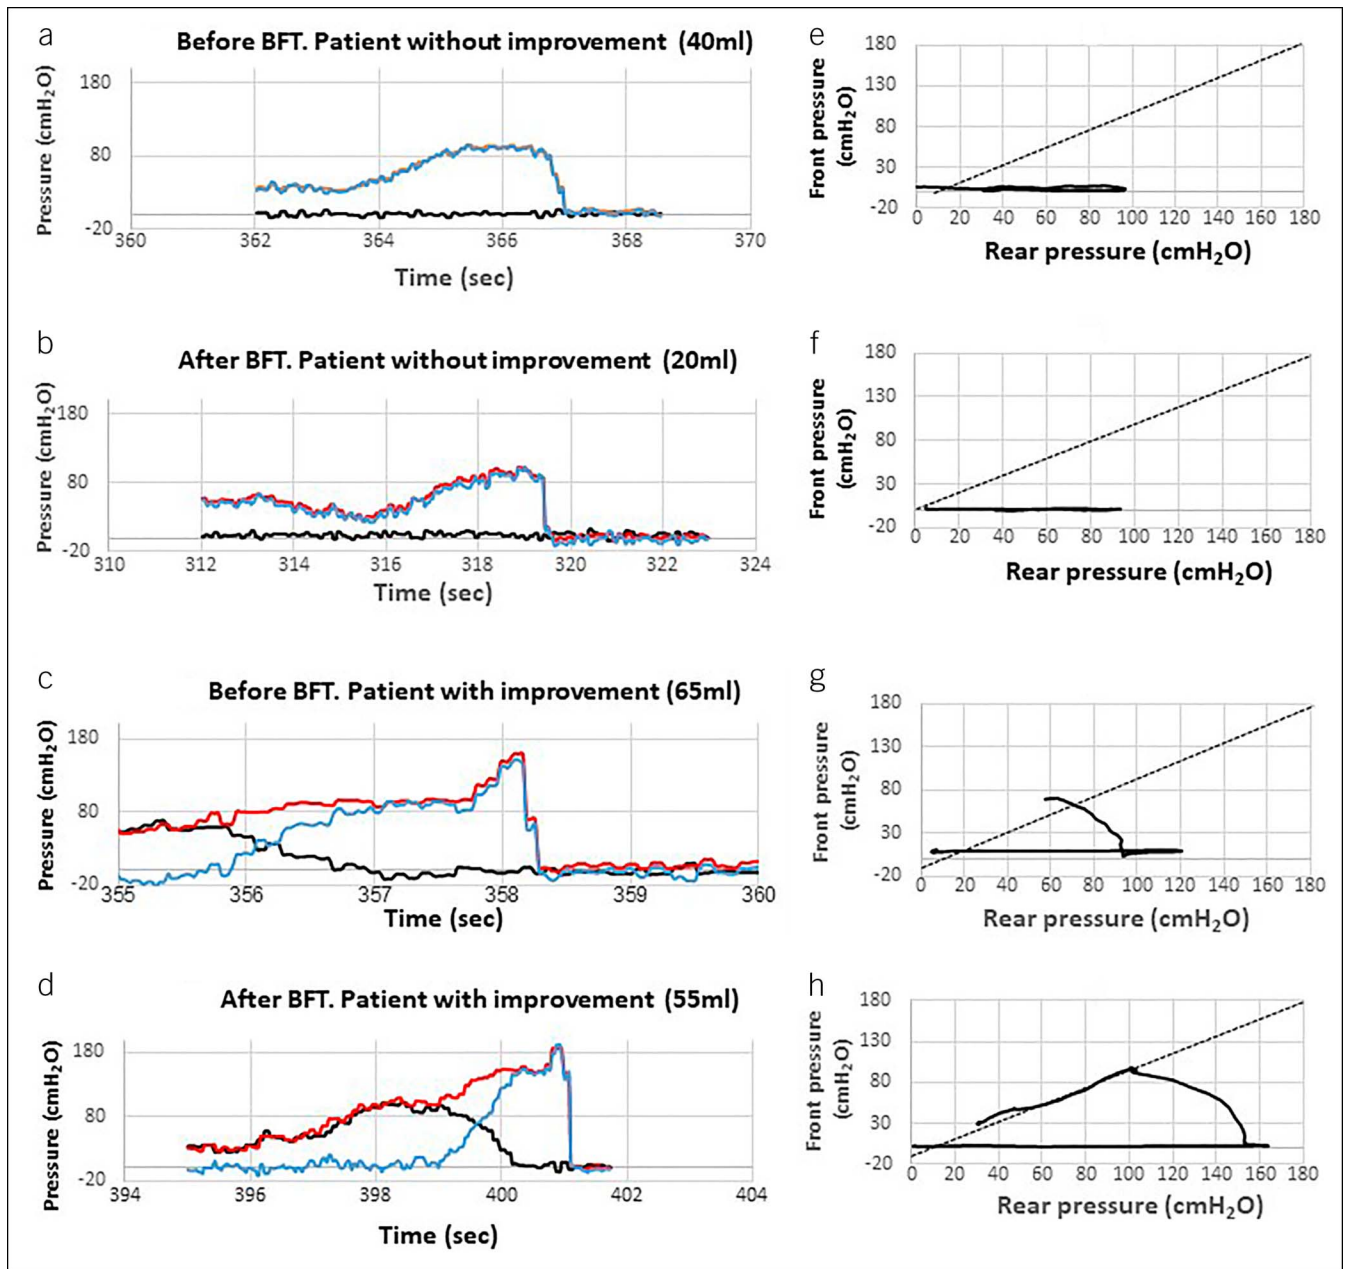 a
Before BFT. Patient without improvement (40ml)
Pressure (cmH₂O)
180
80
-20
360 362 364 366 368 370
Time (sec)
e
Front pressure
(cmH₂O)
180
130
80
30
-20
0 20 40 60 80 100 120 140 160 180
Rear pressure (cmH₂O)
b
After BFT. Patient without improvement (20ml)
Pressure (cmH₂O)
180
80
-20
310 312 314 316 318 320 322 324
Time (sec)
f
Front pressure
(cmH₂O)
180
130
80
30
-20
0 20 40 60 80 100 120 140 160 180
Rear pressure (cmH₂O)
c
Before BFT. Patient with improvement (65ml)
Pressure (cmH₂O)
180
80
-20
355 356 357 358 359 360
Time (sec)
g
Front pressure
(cmH₂O)
180
130
80
30
-20
0 20 40 60 80 100 120 140 160 180
Rear pressure (cmH₂O)
d
After BFT. Patient with improvement (55ml)
Pressure (cmH₂O)
180
80
-20
394 396 398 400 402 404
Time (sec)
h
Front pressure
(cmH₂O)
180
130
80
30
-20
0 20 40 60 80 100 120 140 160 180
Rear pressure (cmH₂O)